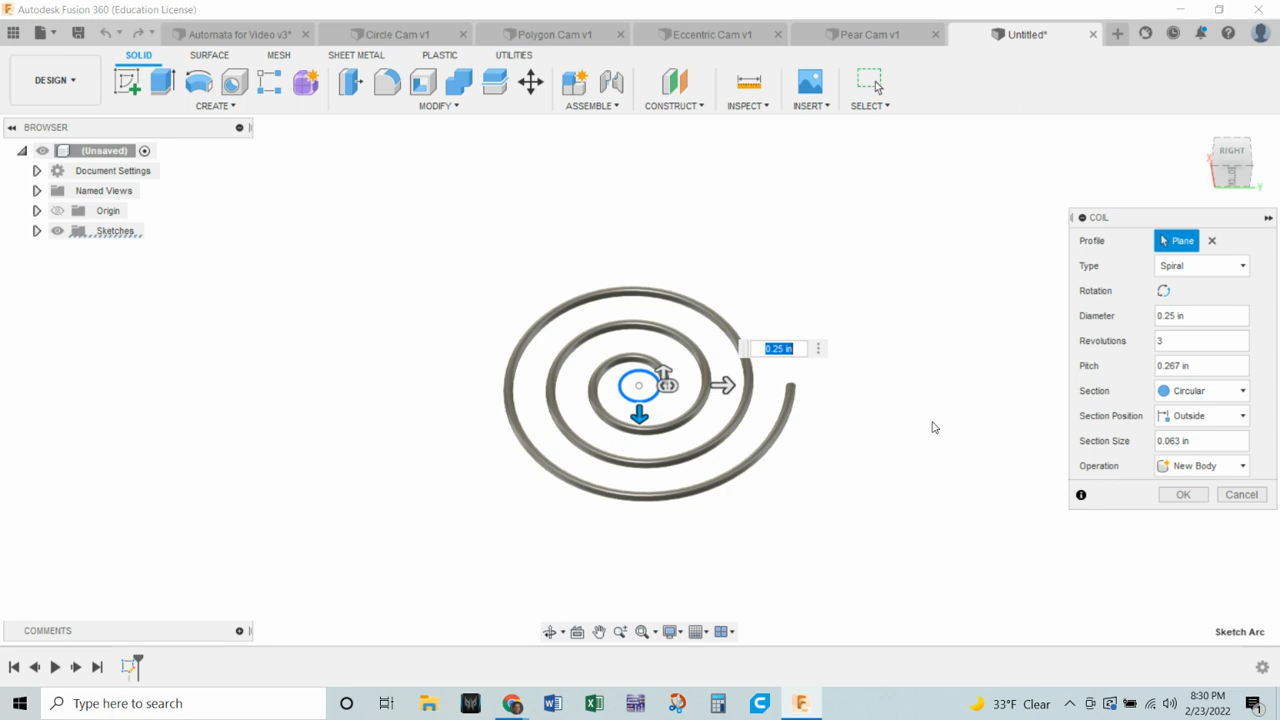 Autodesk Fusion 360 (Education License)
Automata for Video v3*
Circle Cam v1
Polygon Cam v1
Eccentric Cam v1
Pear Cam v1
Untitled*
SOLID
SURFACE
MESH
SHEET METAL
PLASTIC
UTILITIES
DESIGN
CREATE
MODIFY
ASSEMBLE
CONSTRUCT
INSPECT
INSERT
SELECT
BROWSER
(Unsaved)
Document Settings
Named Views
Origin
Sketches
RIGHT
X
Y
COIL
Profile Plane
Type Spiral
Rotation
Diameter 0.25 in
Revolutions 3
Pitch 0.267 in
Section Circular
Section Position Outside
Section Size 0.063 in
Operation New Body
OK Cancel
0.25 in
COMMENTS
Sketch Arc
Type here to search
33°F Clear
8:30 PM
2/23/2022
1